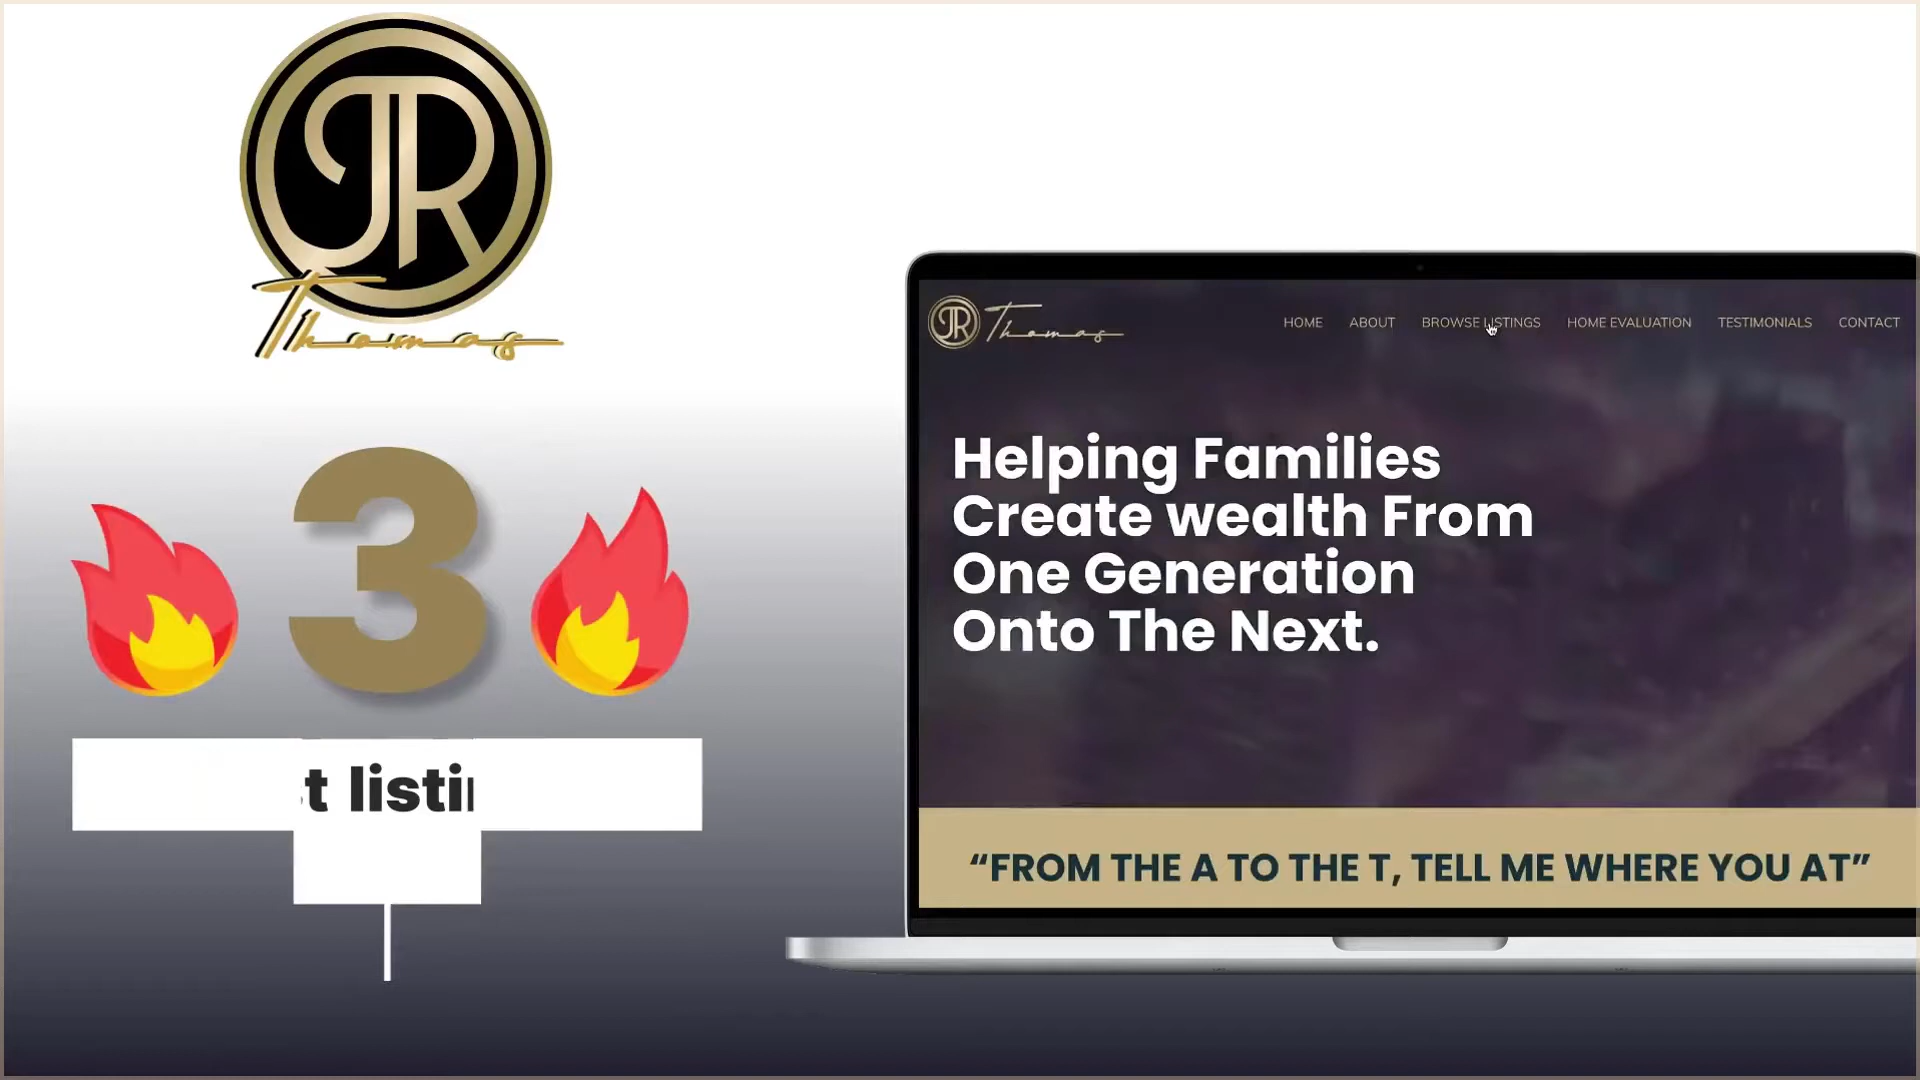 JR
Thomas
3
t listi
JR Thomas
HOME ABOUT BROWSE LISTINGS HOME EVALUATION TESTIMONIALS CONTACT
Helping Families
Create wealth From
One Generation
Onto The Next.
“FROM THE A TO THE T, TELL ME WHERE YOU AT”